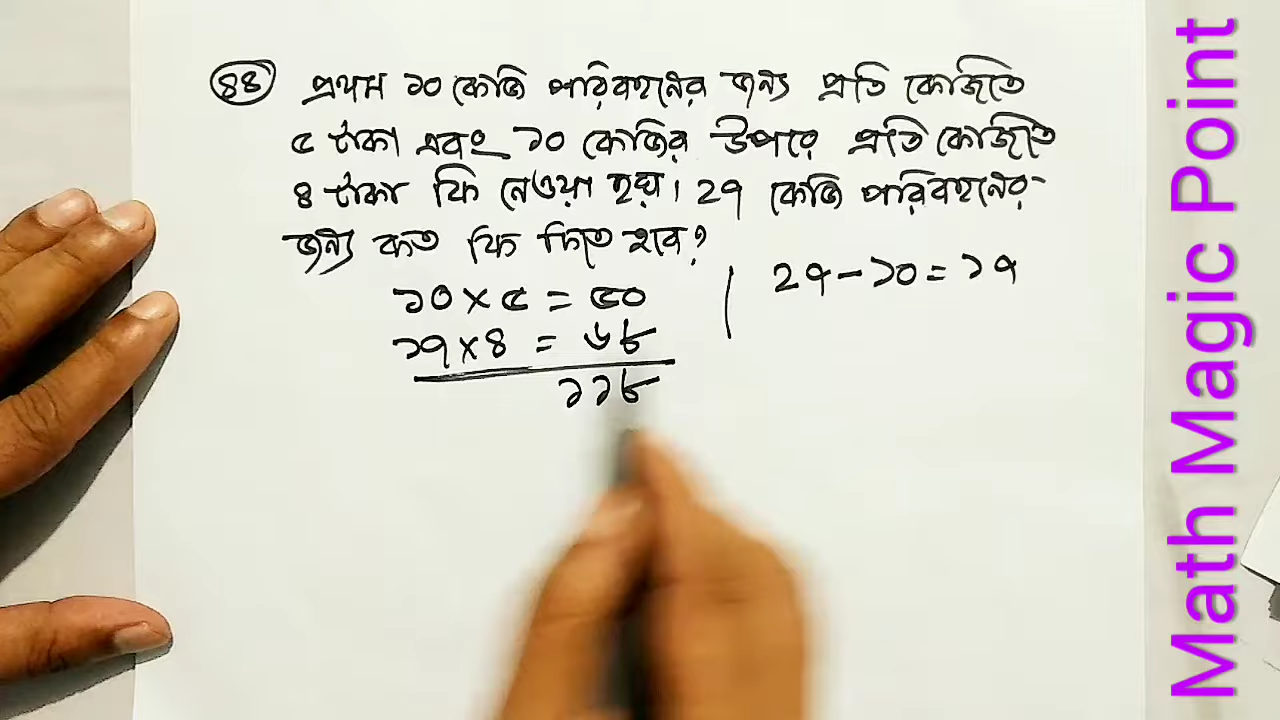 ৪৪ প্রথম ১০ কেজি পরিবহনের জন্য প্রতি কেজিতে
৫ টাকা এবং ১০ কেজির উপরে প্রতি কেজিতে
৪ টাকা ফি নেওয়া হয়। ২৭ কেজি পরিবহনের
জন্য কত ফি দিতে হবে?
২৭ - ১০ = ১৭
১০ × ৫ = ৫০
১৭ × ৪ = ৬৮
১১৮
Math Magic Point